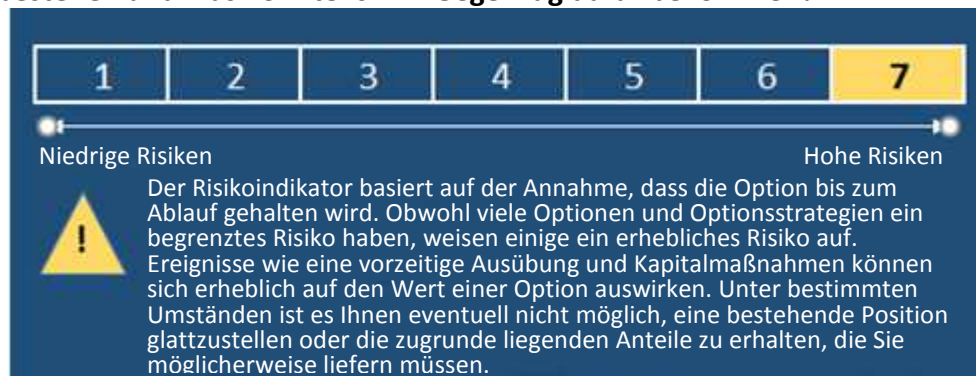 1 2 3 4 5 6 7
Niedrige Risiken Hohe Risiken
Der Risikoindikator basiert auf der Annahme, dass die Option bis zum
Ablauf gehalten wird. Obwohl viele Optionen und Optionsstrategien ein
! begrenztes Risiko haben, weisen einige ein erhebliches Risiko auf.
Ereignisse wie eine vorzeitige Ausübung und Kapitalmaßnahmen können
sich erheblich auf den Wert einer Option auswirken. Unter bestimmten
Umständen ist es Ihnen eventuell nicht möglich, eine bestehende Position
glattzustellen oder die zugrunde liegenden Anteile zu erhalten, die Sie
möglicherweise liefern müssen.